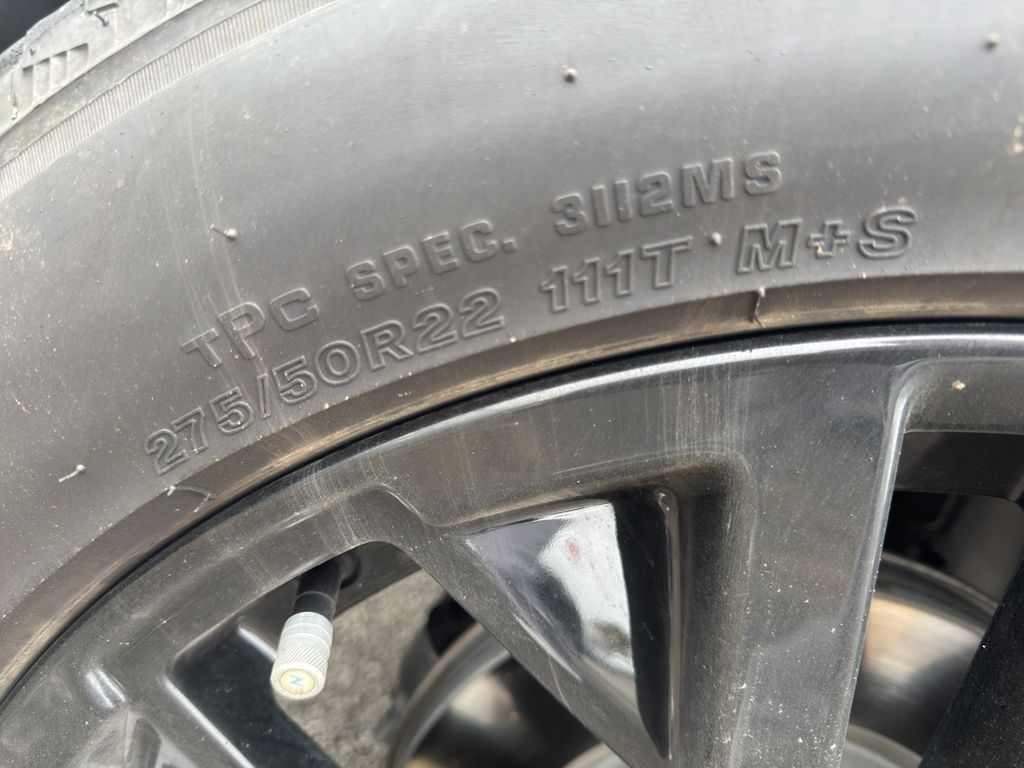 TPC SPEC. 3112MS
275/50R22 111T M+S
N